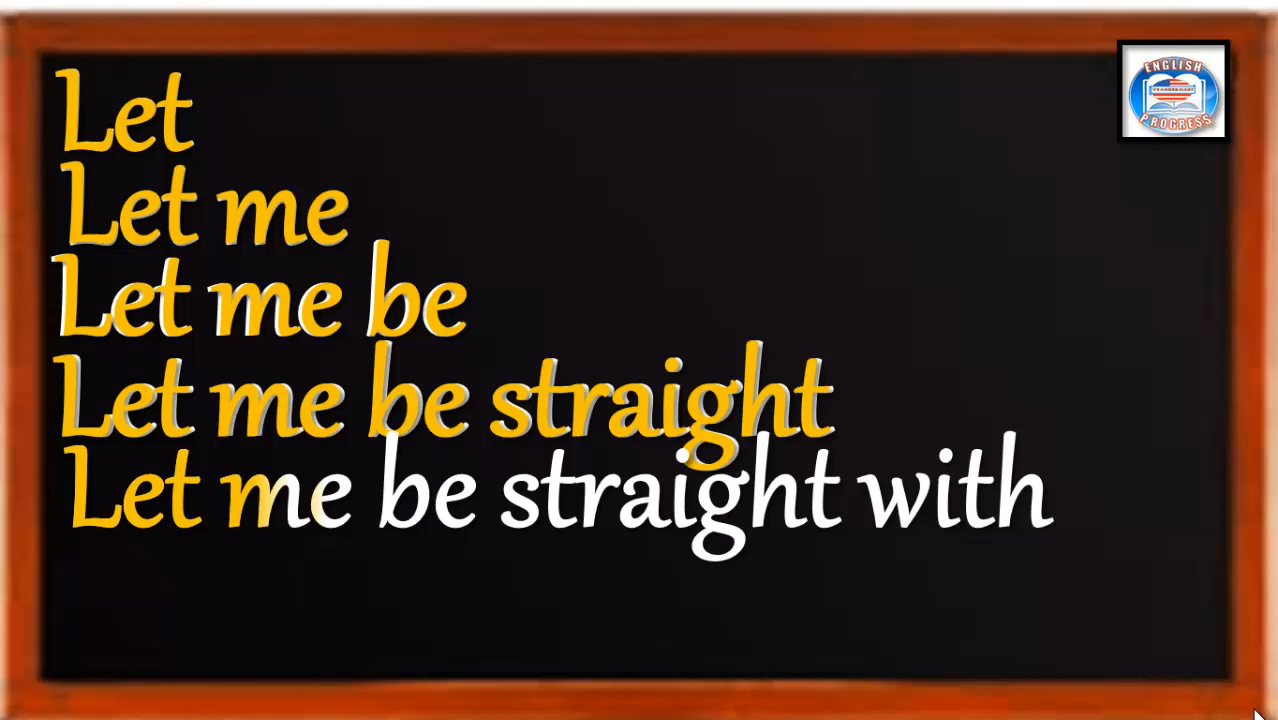 ENGLISH
PROGRESS
Let
Let me
Let me be
Let me be straight
Let me be straight with